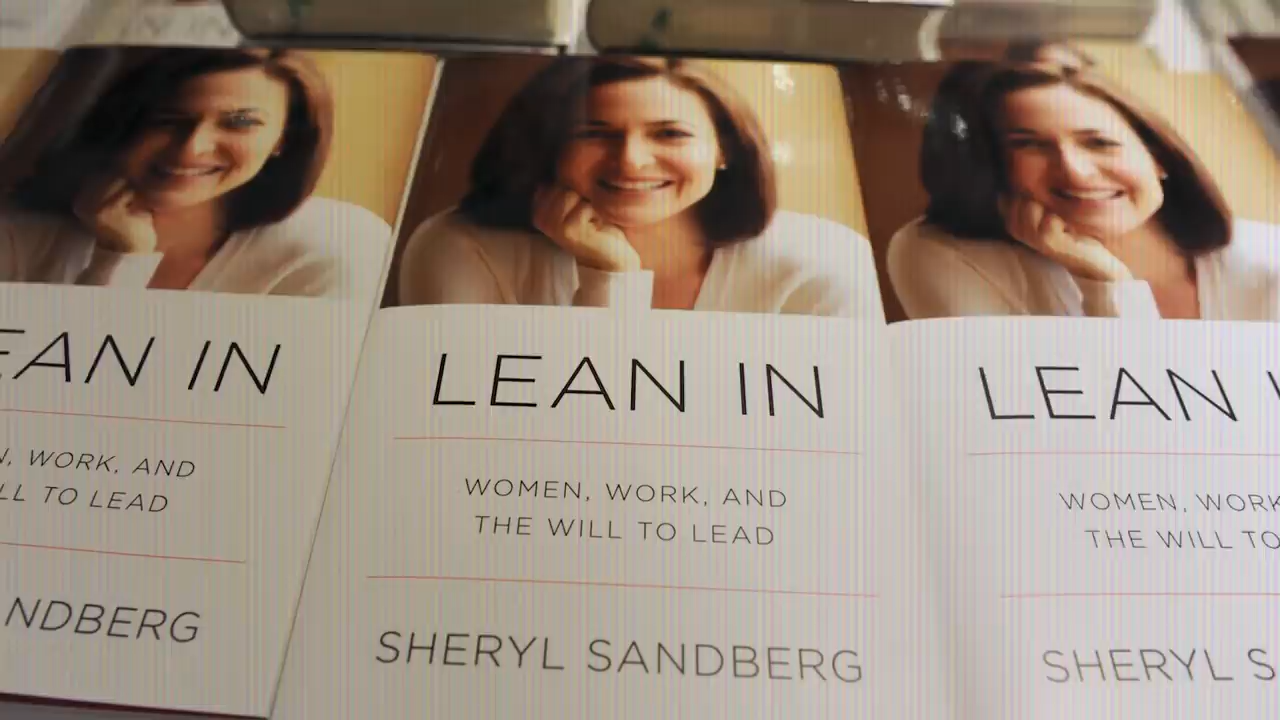 EAN IN
WORK, AND
LL TO LEAD
NDBERG
LEAN IN
WOMEN, WORK, AND
THE WILL TO LEAD
SHERYL SANDBERG
LEAN
WOMEN, WORK
THE WILL TO
SHERYL S